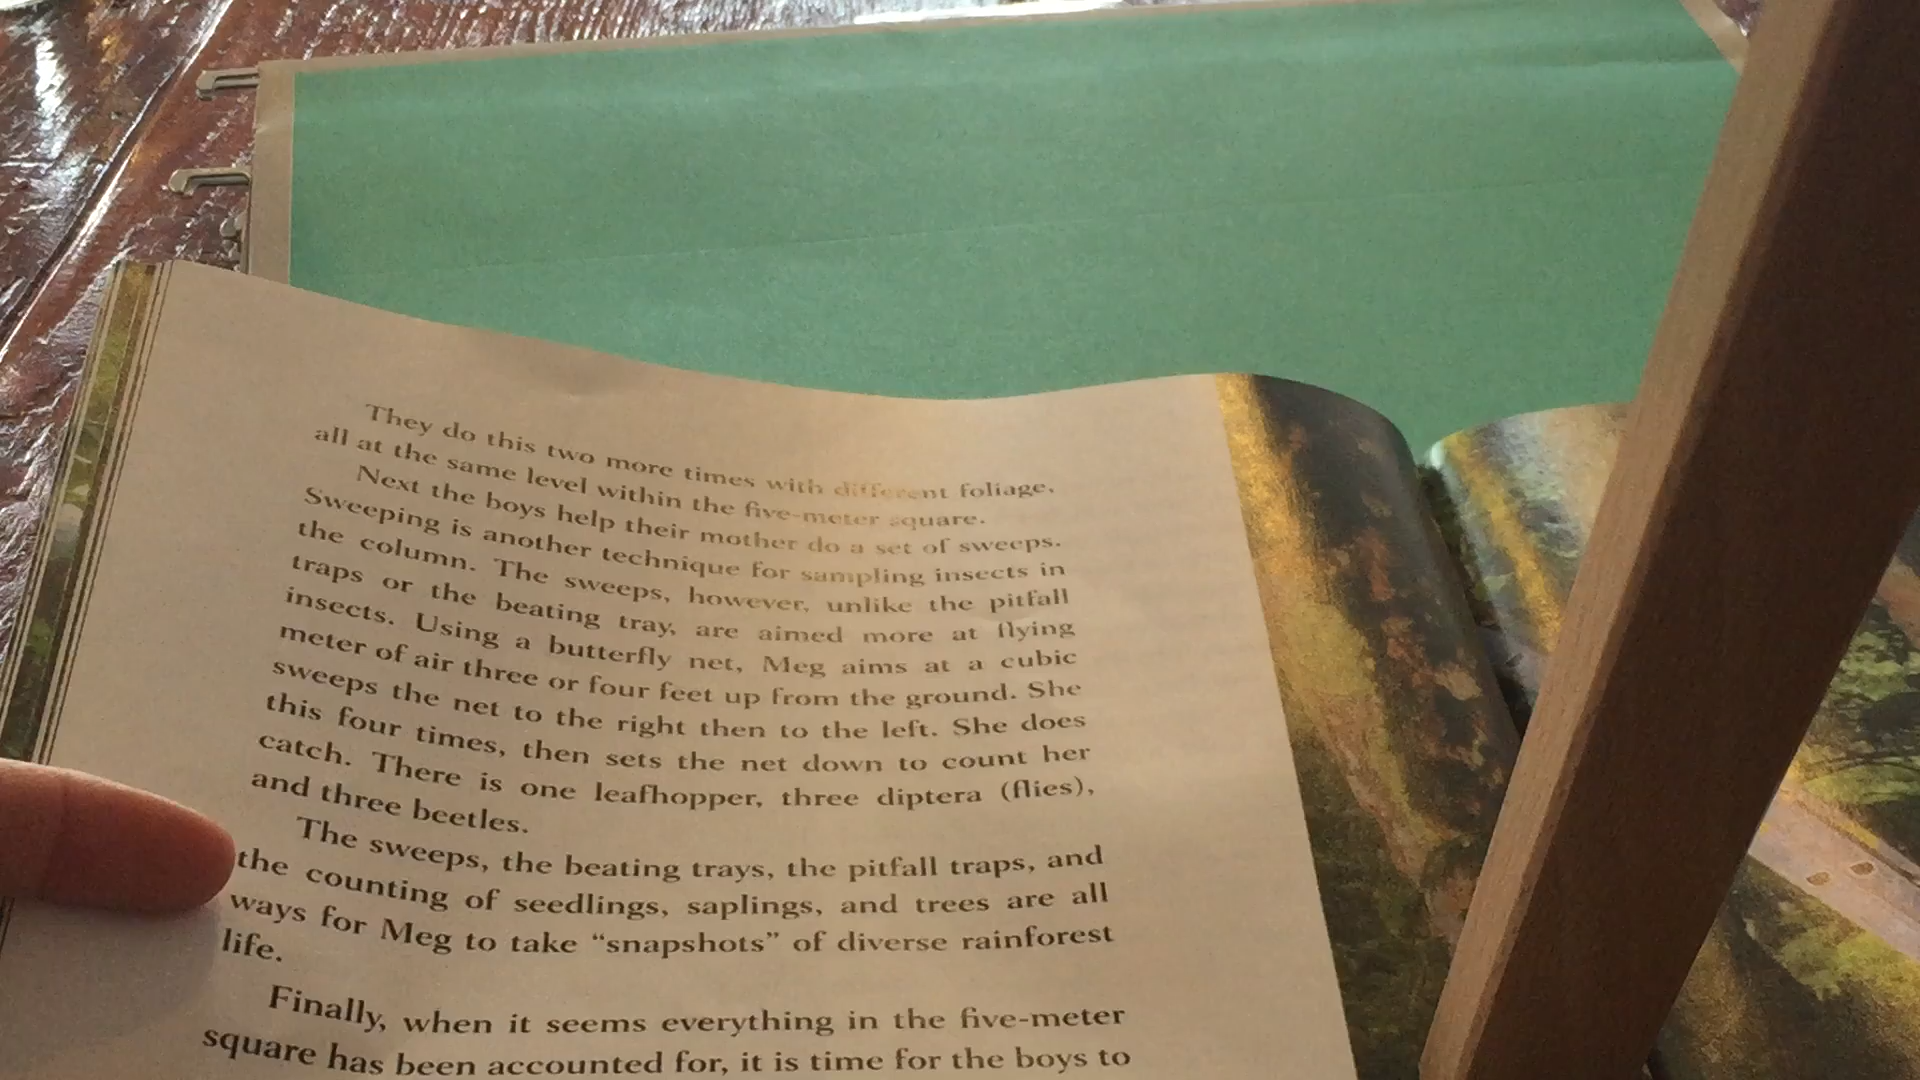 They do this two more times with different foliage,
all at the same level within the five-meter square.
Next the boys help their mother do a set of sweeps.
Sweeping is another technique for sampling insects in
the column. The sweeps, however, unlike the pitfall
traps or the beating tray, are aimed more at flying
insects. Using a butterfly net, Meg aims at a cubic
meter of air three or four feet up from the ground. She
sweeps the net to the right then to the left. She does
this four times, then sets the net down to count her
catch. There is one leafhopper, three diptera (flies),
and three beetles.
The sweeps, the beating trays, the pitfall traps, and
the counting of seedlings, saplings, and trees are all
ways for Meg to take “snapshots” of diverse rainforest
life.
Finally, when it seems everything in the five-meter
square has been accounted for, it is time for the boys to